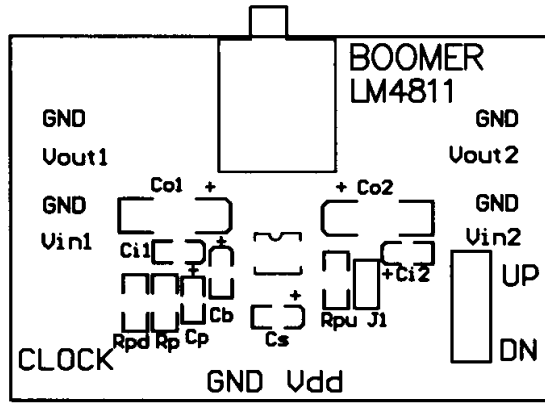 BOOMER
LM4811
GND
GND
Vout1
Vout2
Co1
+
+
Co2
GND
GND
Vin1
Vin2
Ci1
+
+
+
Ci2
UP
+
Rpd
Rp
Cp
Cb
Cs
Rpu
J1
CLOCK
DN
GND Vdd